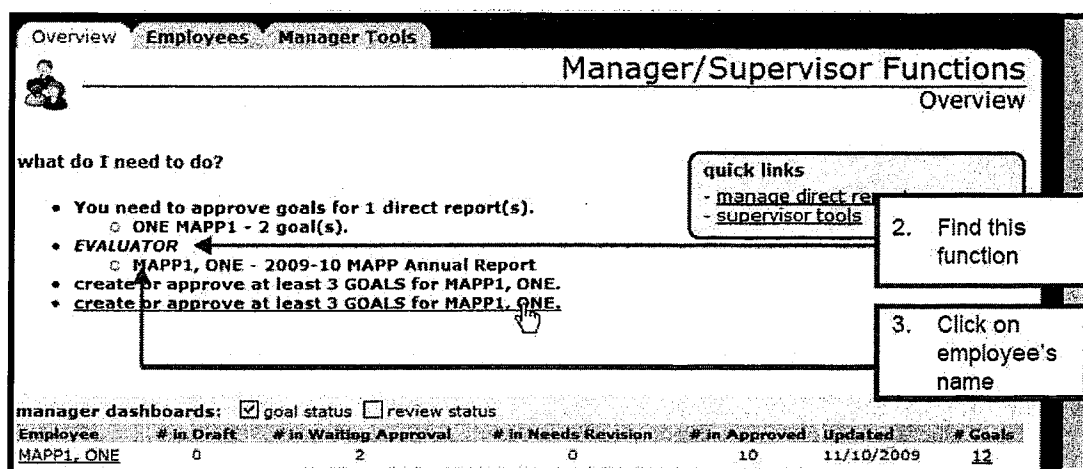 Overview Employees Manager Tools
Manager/Supervisor Functions
Overview
what do I need to do?
quick links
- manage direct
- supervisor tools
• You need to approve goals for 1 direct report(s).
○ ONE MAPP1 - 2 goal(s).
• EVALUATOR
○ MAPP1, ONE - 2009-10 MAPP Annual Report
• create or approve at least 3 GOALS for MAPP1, ONE.
• create or approve at least 3 GOALS for MAPP1, ONE.
2. Find this
function
3. Click on
employee's
name
manager dashboards: goal status review status
Employee # in Draft # in Waiting Approval # in Needs Revision # in Approved Updated # Goals
MAPP1, ONE 0 2 0 10 11/10/2009 12